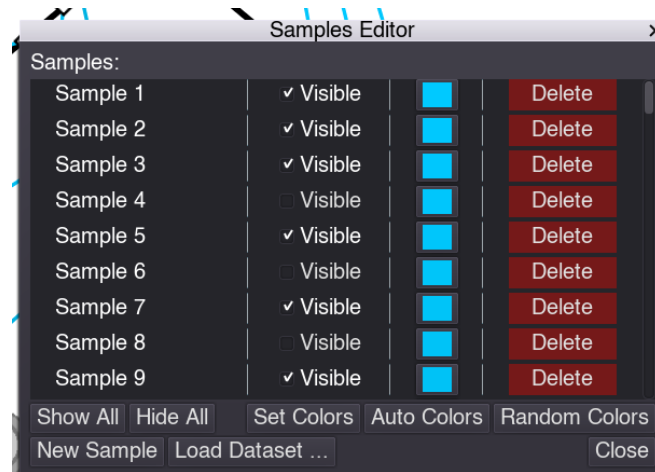 Samples Editor
Samples:
Sample 1 Visible Delete
Sample 2 Visible Delete
Sample 3 Visible Delete
Sample 4 Visible Delete
Sample 5 Visible Delete
Sample 6 Visible Delete
Sample 7 Visible Delete
Sample 8 Visible Delete
Sample 9 Visible Delete
Show All Hide All Set Colors Auto Colors Random Colors
New Sample Load Dataset ... Close